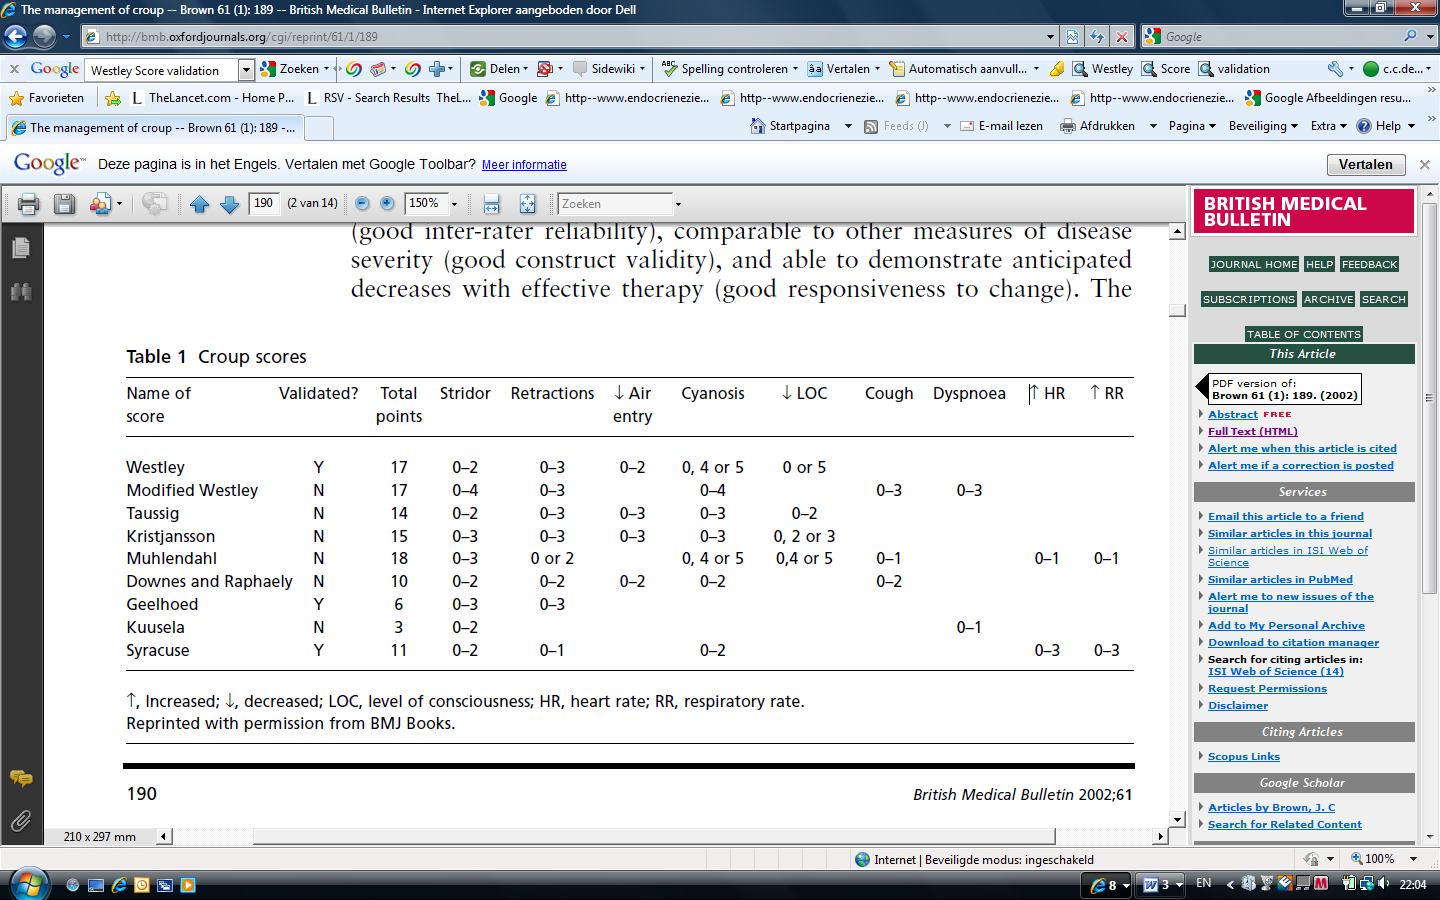 The management of croup -- Brown 61 (1): 189 -- British Medical Bulletin - Internet Explorer aangeboden door Dell
http://bmb.oxfordjournals.org/cgi/reprint/61/1/189
Google
x Google Westley Score validation Zoeken Delen Sidewiki Spelling controleren Vertalen Automatisch aanvull... Westley Score validation c.c.de...
Favorieten TheLancet.com - Home P... RSV - Search Results TheL... Google http--www.endocrienezie... http--www.endocrienezie... http--www.endocrienezie... http--www.endocrienezie... Google Afbeeldingen resu...
The management of croup -- Brown 61 (1): 189 -... Startpagina Feeds (J) E-mail lezen Afdrukken Pagina Beveiliging Extra Help
Google™ Deze pagina is in het Engels. Vertalen met Google Toolbar? Meer informatie Vertalen
190 (2 van 14) 150% Zoeken
(good inter-rater reliability), comparable to other measures of disease
severity (good construct validity), and able to demonstrate anticipated
decreases with effective therapy (good responsiveness to change). The
Table 1 Croup scores
Name of score Validated? Total points Stridor Retractions ↓ Air entry Cyanosis ↓ LOC Cough Dyspnoea ↑ HR ↑ RR
Westley Y 17 0–2 0–3 0–2 0, 4 or 5 0 or 5
Modified Westley N 17 0–4 0–3 0–4 0–3 0–3
Taussig N 14 0–2 0–3 0–3 0–3 0–2
Kristjansson N 15 0–3 0–3 0–3 0–3 0, 2 or 3
Muhlendahl N 18 0–3 0 or 2 0, 4 or 5 0,4 or 5 0–1 0–1 0–1
Downes and Raphaely N 10 0–2 0–2 0–2 0–2 0–2
Geelhoed Y 6 0–3 0–3
Kuusela N 3 0–2 0–1
Syracuse Y 11 0–2 0–1 0–2 0–3 0–3
↑, Increased; ↓, decreased; LOC, level of consciousness; HR, heart rate; RR, respiratory rate.
Reprinted with permission from BMJ Books.
190 British Medical Bulletin 2002;61
210 x 297 mm
BRITISH MEDICAL
BULLETIN
JOURNAL HOME HELP FEEDBACK
SUBSCRIPTIONS ARCHIVE SEARCH
TABLE OF CONTENTS
This Article
PDF version of:
Brown 61 (1): 189. (2002)
Abstract FREE
Full Text (HTML)
Alert me when this article is cited
Alert me if a correction is posted
Services
Email this article to a friend
Similar articles in this journal
Similar articles in ISI Web of
Science
Similar articles in PubMed
Alert me to new issues of the
journal
Add to My Personal Archive
Download to citation manager
Search for citing articles in:
ISI Web of Science (14)
Request Permissions
Disclaimer
Citing Articles
Scopus Links
Google Scholar
Articles by Brown, J. C
Search for Related Content
Internet | Beveiligde modus: ingeschakeld 100%
8 3 EN 22:04